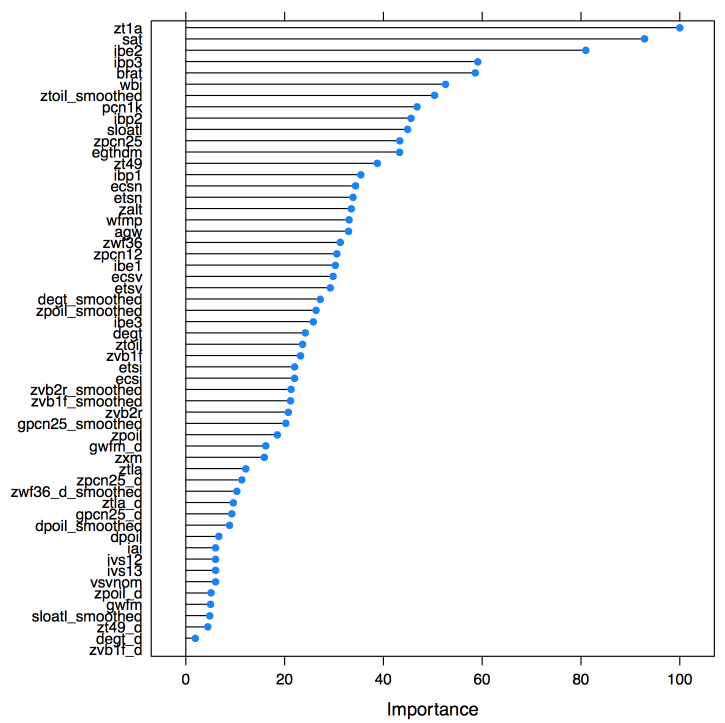 zt1a
sat
ibe2
ibp3
brat
wbi
ztoil_smoothed
pcn1k
ibp2
sloatl
zpcn25
egthdm
zt49
ibp1
ecsn
etsn
zalt
wfmp
agw
zwf36
zpcn12
ibe1
ecsv
etsv
degt_smoothed
zpoil_smoothed
ibe3
degt
ztoil
zvb1f
etsi
ecsi
zvb2r_smoothed
zvb1f_smoothed
zvb2r
gpcn25_smoothed
zpoil
gwfm_d
zxm
ztla
zpcn25_d
zwf36_d_smoothed
ztla_d
gpcn25_d
dpoil_smoothed
dpoil
iai
ivs12
ivs13
vsvnom
zpoil_d
gwfm
sloatl_smoothed
zt49_d
degt_d
zvb1f_d
0 20 40 60 80 100
Importance